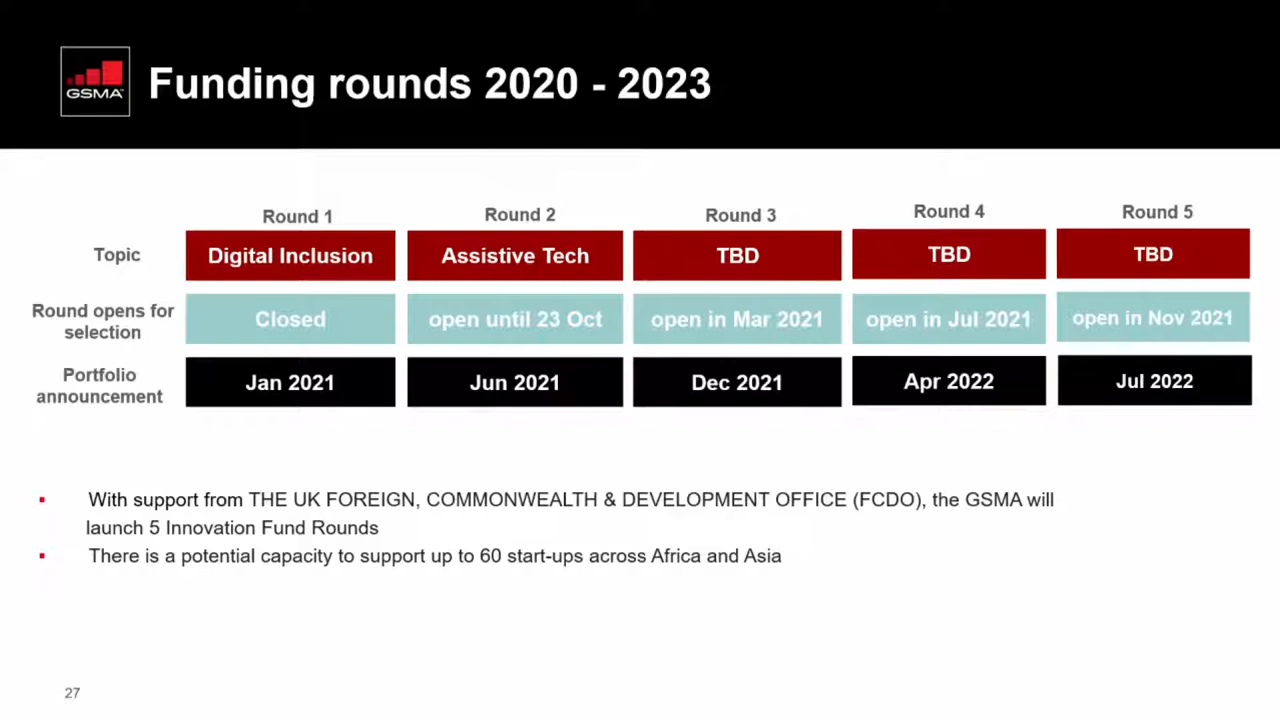 GSMA™
Funding rounds 2020 - 2023
Round 1
Round 2
Round 3
Round 4
Round 5
Topic
Digital Inclusion
Assistive Tech
TBD
TBD
TBD
Round opens for
selection
Closed
open until 23 Oct
open in Mar 2021
open in Jul 2021
open in Nov 2021
Portfolio
announcement
Jan 2021
Jun 2021
Dec 2021
Apr 2022
Jul 2022
▪ With support from THE UK FOREIGN, COMMONWEALTH & DEVELOPMENT OFFICE (FCDO), the GSMA will
launch 5 Innovation Fund Rounds
▪ There is a potential capacity to support up to 60 start-ups across Africa and Asia
27